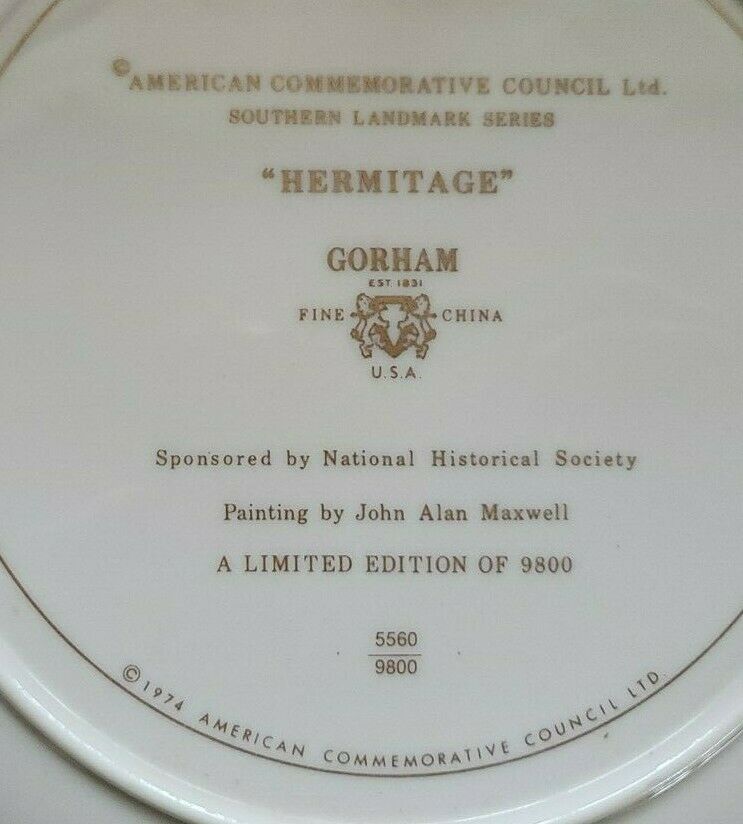 © AMERICAN COMMEMORATIVE COUNCIL Ltd.
SOUTHERN LANDMARK SERIES
“HERMITAGE”
GORHAM
EST. 1831
FINE CHINA
U.S.A.
Sponsored by National Historical Society
Painting by John Alan Maxwell
A LIMITED EDITION OF 9800
5560
9800
© 1974 AMERICAN COMMEMORATIVE COUNCIL LTD.